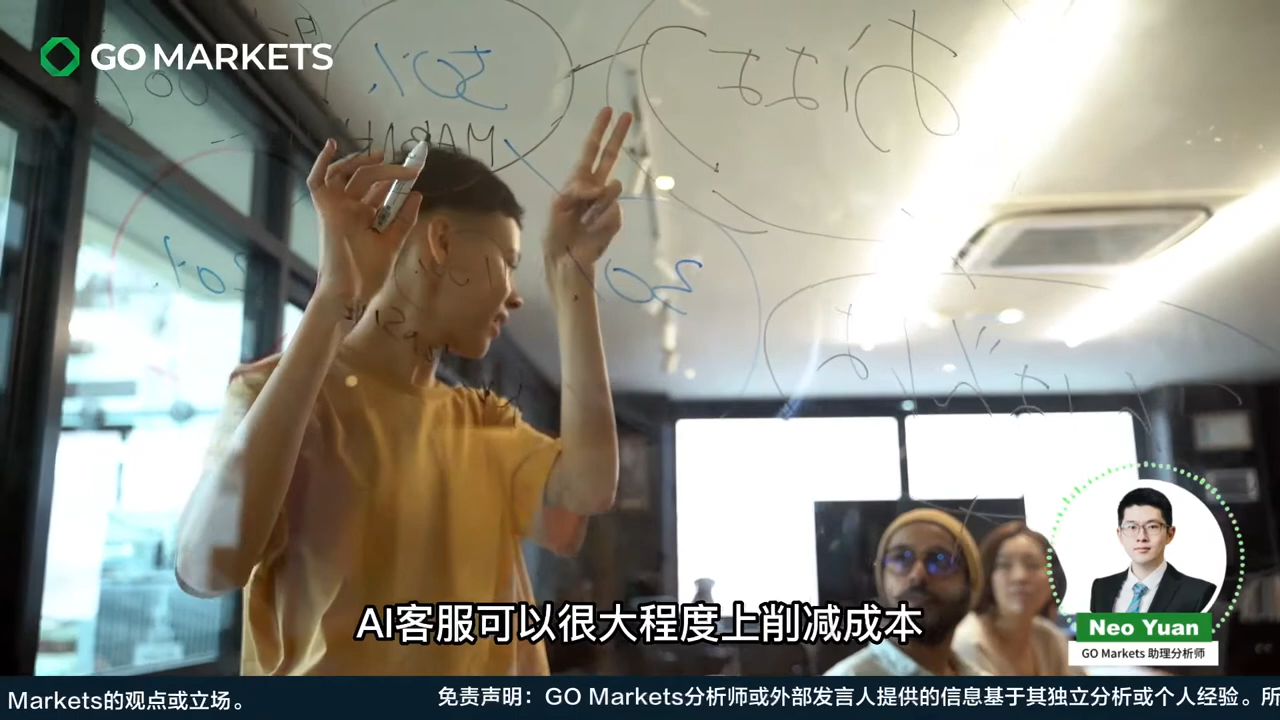 GO MARKETS
50%
20%
20%
AI客服可以很大程度上削减成本
Neo Yuan
GO Markets 助理分析师
Markets的观点或立场。
免责声明：GO Markets分析师或外部发言人提供的信息基于其独立分析或个人经验。所